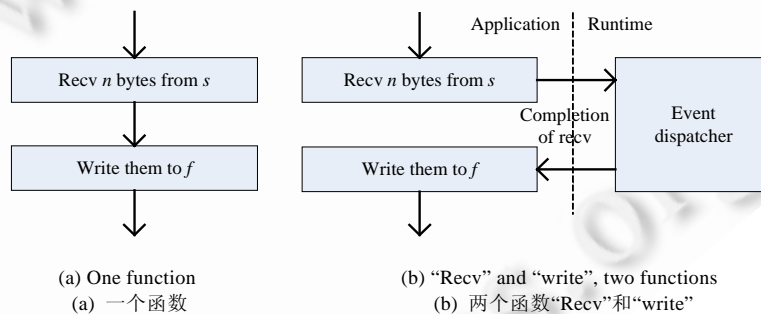 Application
Runtime
Recv n bytes from s
Write them to f
Recv n bytes from s
Completion
of recv
Write them to f
Event
dispatcher
(a) One function
(a) 一个函数
(b) “Recv” and “write”, two functions
(b) 两个函数“Recv”和“write”